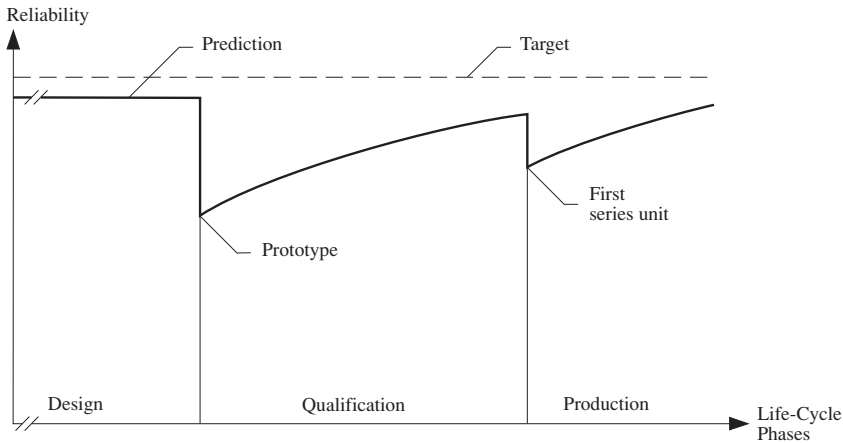 Reliability
Prediction
Target
First
series unit
Prototype
Design
Qualification
Production
Life-Cycle
Phases